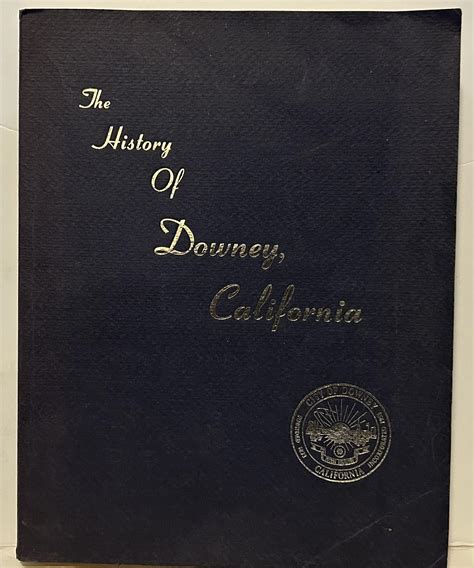 The
History
Of
Downey,
California
CITY OF DOWNEY
CALIFORNIA